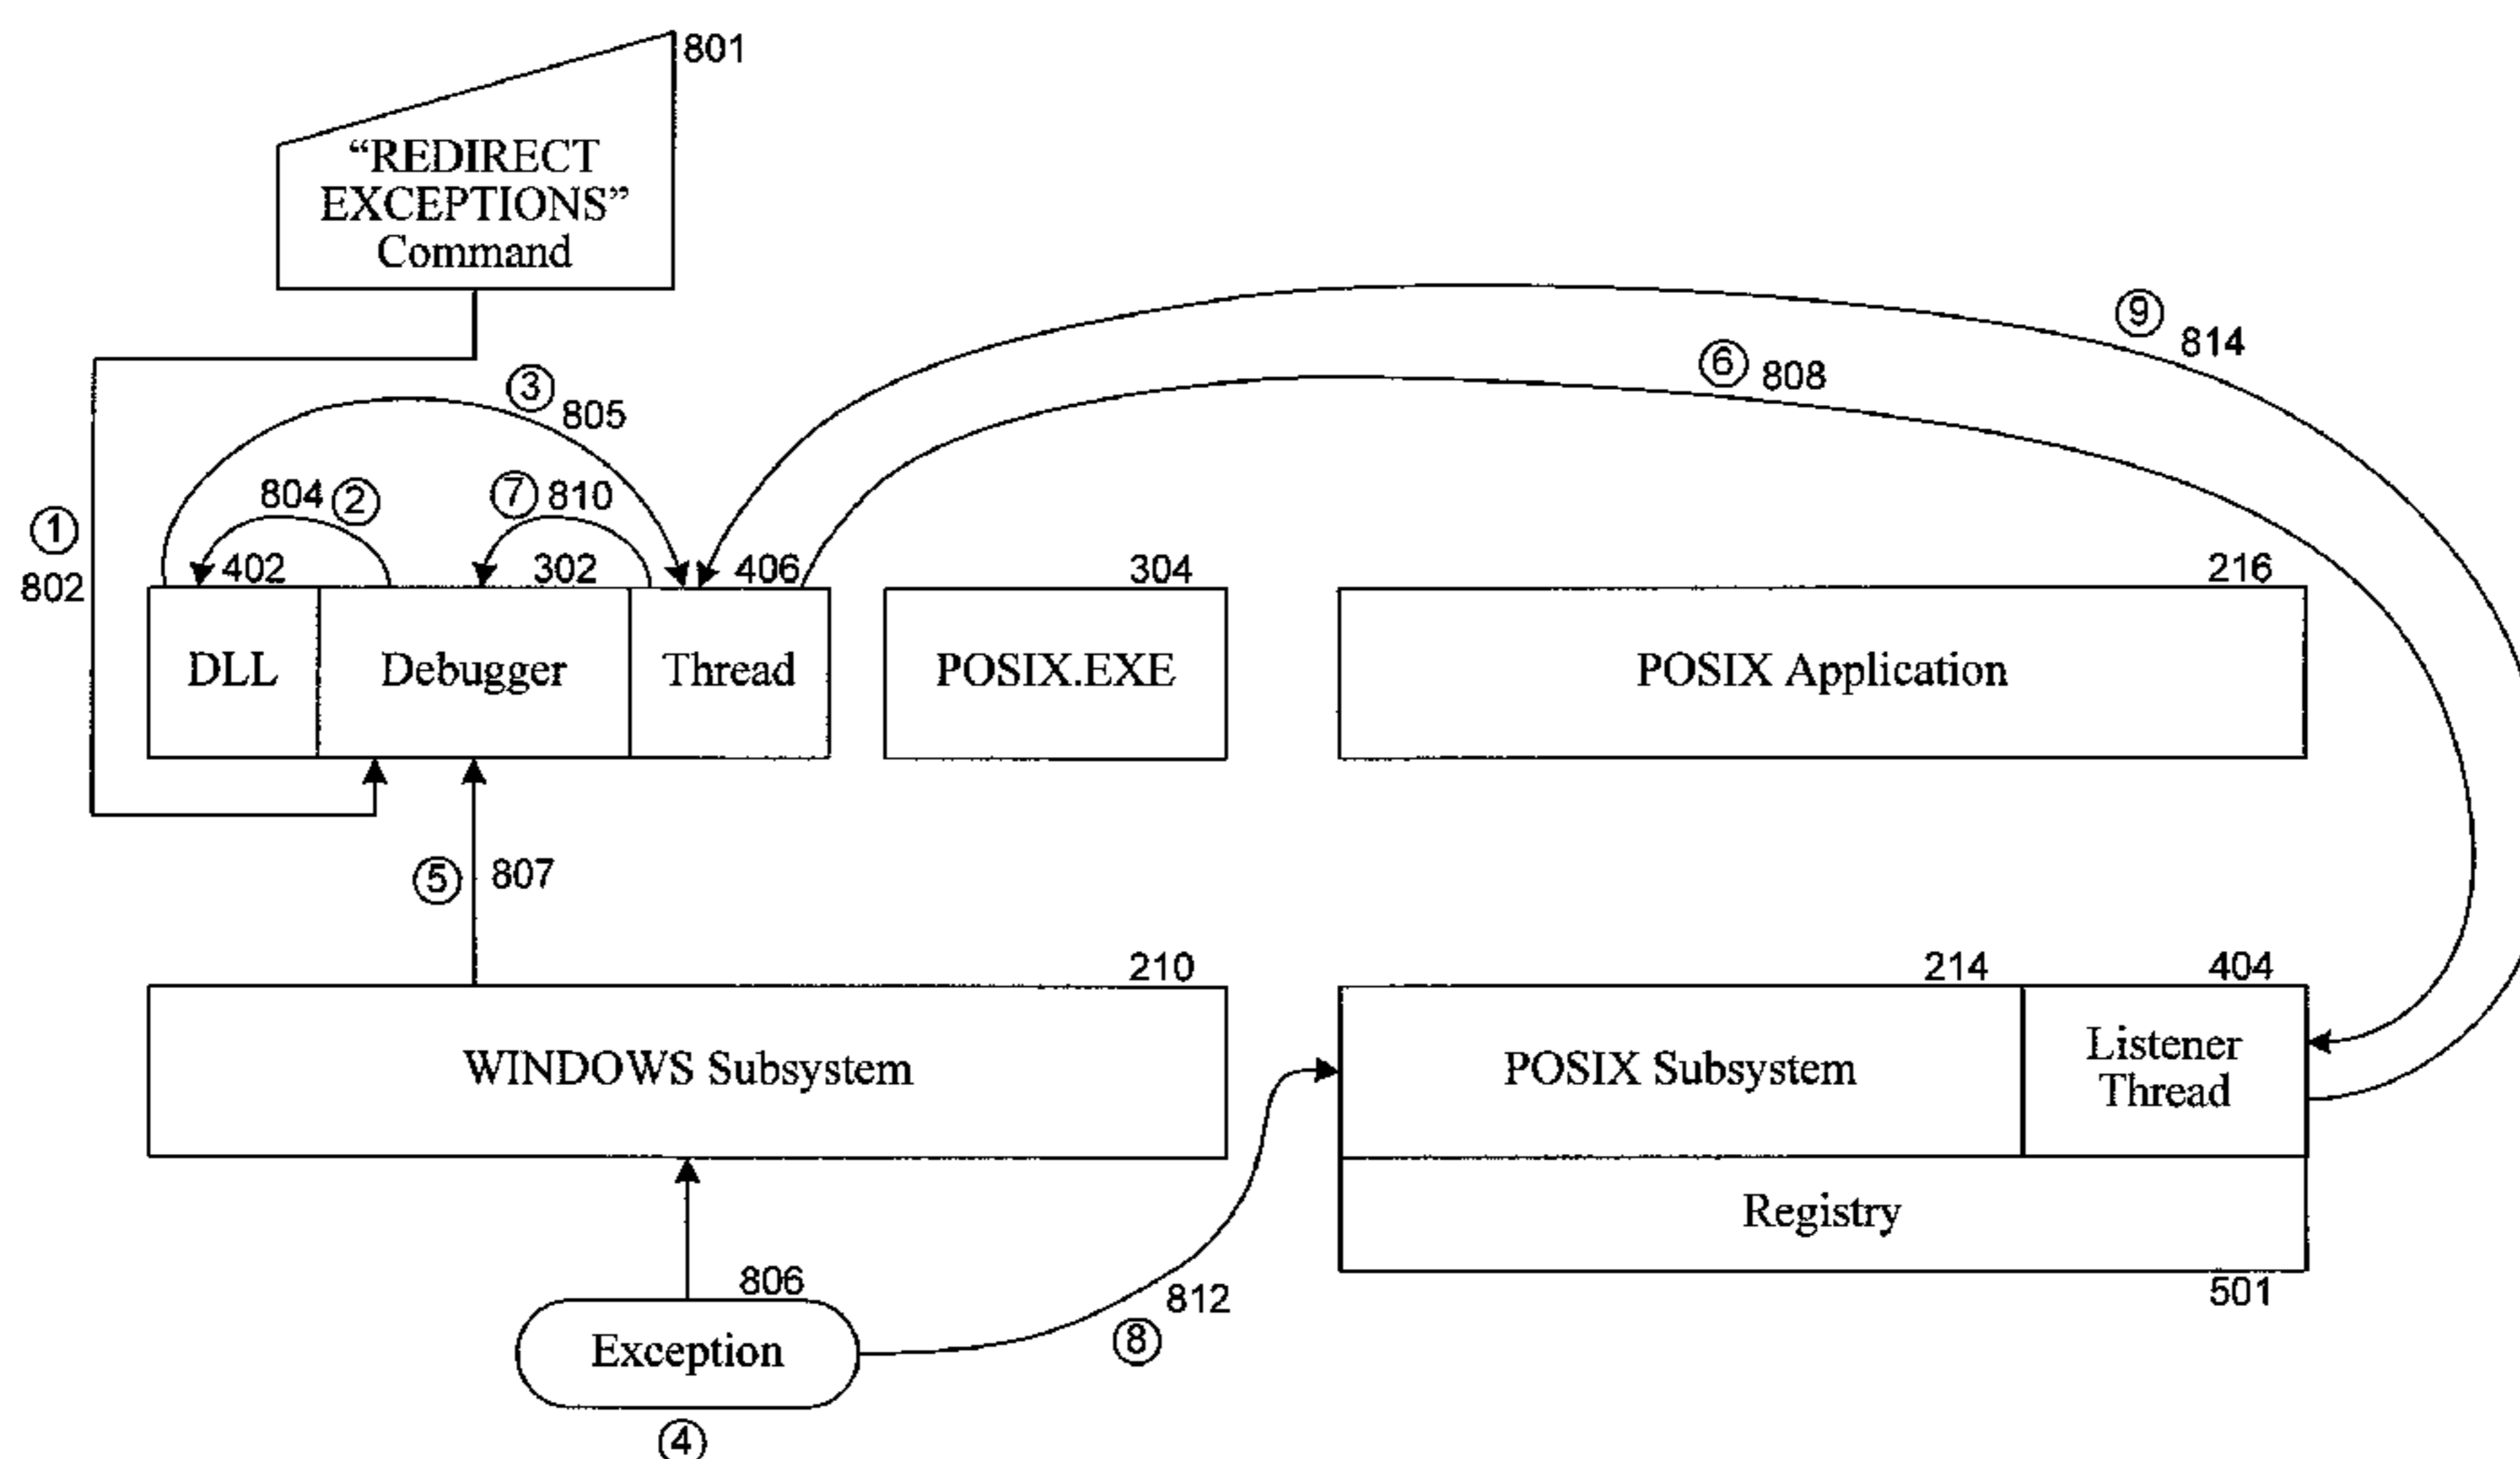 801
“REDIRECT
EXCEPTIONS”
Command
9
814
6
808
3
805
804
2
7
810
1
802
402
302
406
304
216
DLL
Debugger
Thread
POSIX.EXE
POSIX Application
5
807
210
214
404
WINDOWS Subsystem
POSIX Subsystem
Listener
Thread
Registry
806
812
501
8
Exception
4